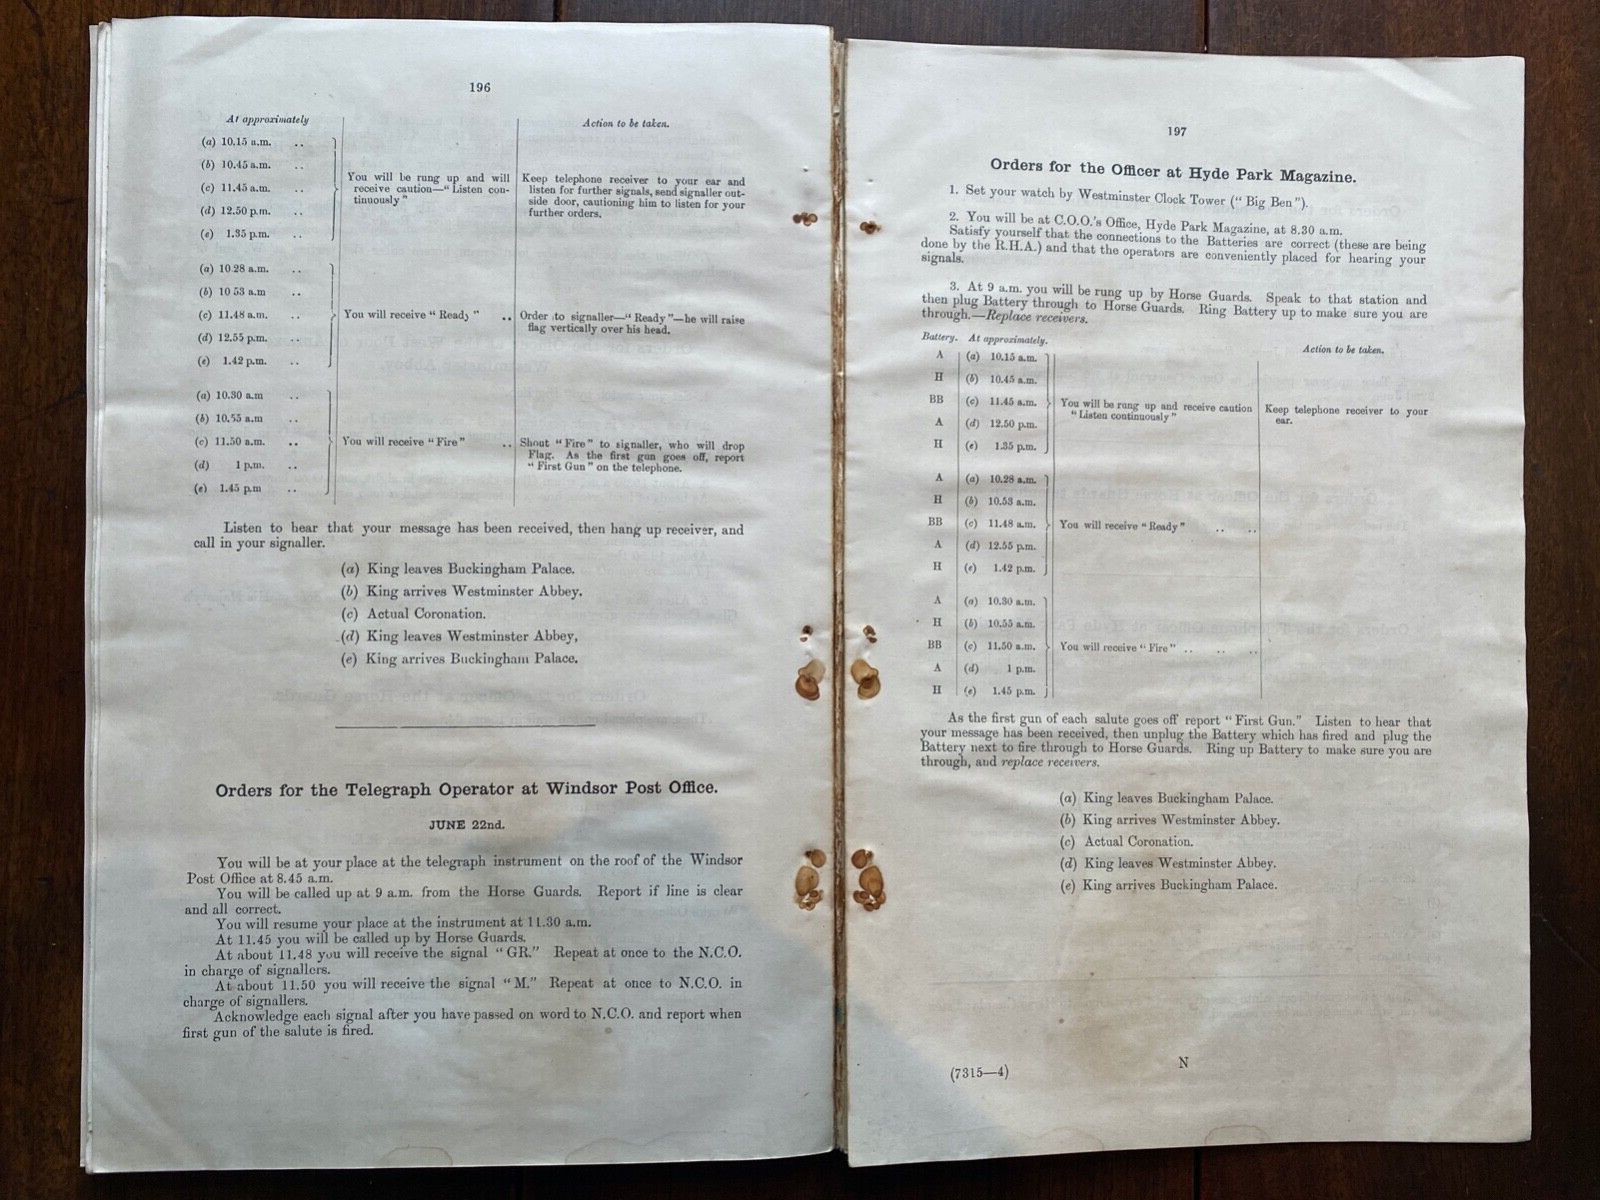 196
At approximately
Action to be taken.
(a) 10.15 a.m. ..
(b) 10.45 a.m. ..
(c) 11.45 a.m. ..
(d) 12.50 p.m. ..
(e) 1.35 p.m. ..
You will be rung up and will
receive caution—“Listen con-
tinuously”
Keep telephone receiver to your ear and
listen for further signals, send signaller out-
side door, cautioning him to listen for your
further orders.
(a) 10 28 a.m. ..
(b) 10 53 a.m ..
(c) 11.48 a.m. ..
(d) 12.55 p.m. ..
(e) 1.42 p.m. ..
You will receive “Ready” ..
Order to signaller—“Ready”—he will raise
flag vertically over his head.
(a) 10.30 a.m ..
(b) 10.55 a.m ..
(c) 11.50 a.m. ..
(d) 1 p.m. ..
(e) 1.45 p.m ..
You will receive “Fire” ..
Shout “Fire” to signaller, who will drop
Flag. As the first gun goes off, report
“First Gun” on the telephone.
Listen to hear that your message has been received, then hang up receiver, and
call in your signaller.
(a) King leaves Buckingham Palace.
(b) King arrives Westminster Abbey.
(c) Actual Coronation.
(d) King leaves Westminster Abbey,
(e) King arrives Buckingham Palace.
Orders for the Telegraph Operator at Windsor Post Office.
JUNE 22nd.
You will be at your place at the telegraph instrument on the roof of the Windsor
Post Office at 8.45 a.m.
You will be called up at 9 a.m. from the Horse Guards. Report if line is clear
and all correct.
You will resume your place at the instrument at 11.30 a.m.
At 11.45 you will be called up by Horse Guards.
At about 11.48 you will receive the signal “GR.” Repeat at once to the N.C.O.
in charge of signallers.
At about 11.50 you will receive the signal “M.” Repeat at once to N.C.O. in
charge of signallers.
Acknowledge each signal after you have passed on word to N.C.O. and report when
first gun of the salute is fired.
197
Orders for the Officer at Hyde Park Magazine.
1. Set your watch by Westminster Clock Tower (“Big Ben”).
2. You will be at C.O.O.'s Office, Hyde Park Magazine, at 8.30 a.m.
Satisfy yourself that the connections to the Batteries are correct (these are being
done by the R.H.A.) and that the operators are conveniently placed for hearing your
signals.
3. At 9 a.m. you will be rung up by Horse Guards. Speak to that station and
then plug Battery through to Horse Guards. Ring Battery up to make sure you are
through.—Replace receivers.
Battery. At approximately.
Action to be taken.
A (a) 10.15 a.m.
H (b) 10.45 a.m.
BB (c) 11.45 a.m.
A (d) 12.50 p.m.
H (e) 1.35 p.m.
You will be rung up and receive caution
“Listen continuously”
Keep telephone receiver to your
ear.
A (a) 10.28 a.m.
H (b) 10.53 a.m.
BB (c) 11.48 a.m.
A (d) 12.55 p.m.
H (e) 1.42 p.m.
You will receive “Ready” .. ..
A (a) 10.30 a.m.
H (b) 10.55 a.m.
BB (c) 11.50 a.m.
A (d) 1 p.m.
H (e) 1.45 p.m.
You will receive “Fire” .. .. ..
As the first gun of each salute goes off report “First Gun.” Listen to hear that
your message has been received, then unplug the Battery which has fired and plug the
Battery next to fire through to Horse Guards. Ring up Battery to make sure you are
through, and replace receivers.
(a) King leaves Buckingham Palace.
(b) King arrives Westminster Abbey.
(c) Actual Coronation.
(d) King leaves Westminster Abbey.
(e) King arrives Buckingham Palace.
(7315—4)
N